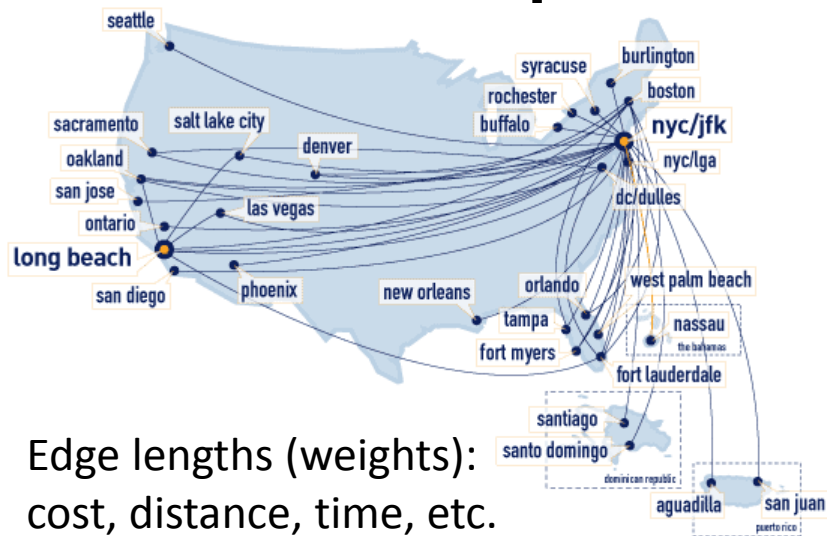 seattle
burlington
syracuse
boston
rochester
nyc/jfk
buffalo
sacramento
salt lake city
denver
nyc/lga
oakland
san jose
las vegas
dc/dulles
ontario
long beach
phoenix
san diego
new orleans
orlando
west palm beach
tampa
nassau
the bahamas
fort myers
fort lauderdale
santiago
santo domingo
dominican republic
aguadilla
san juan
puerto rico
Edge lengths (weights):
cost, distance, time, etc.